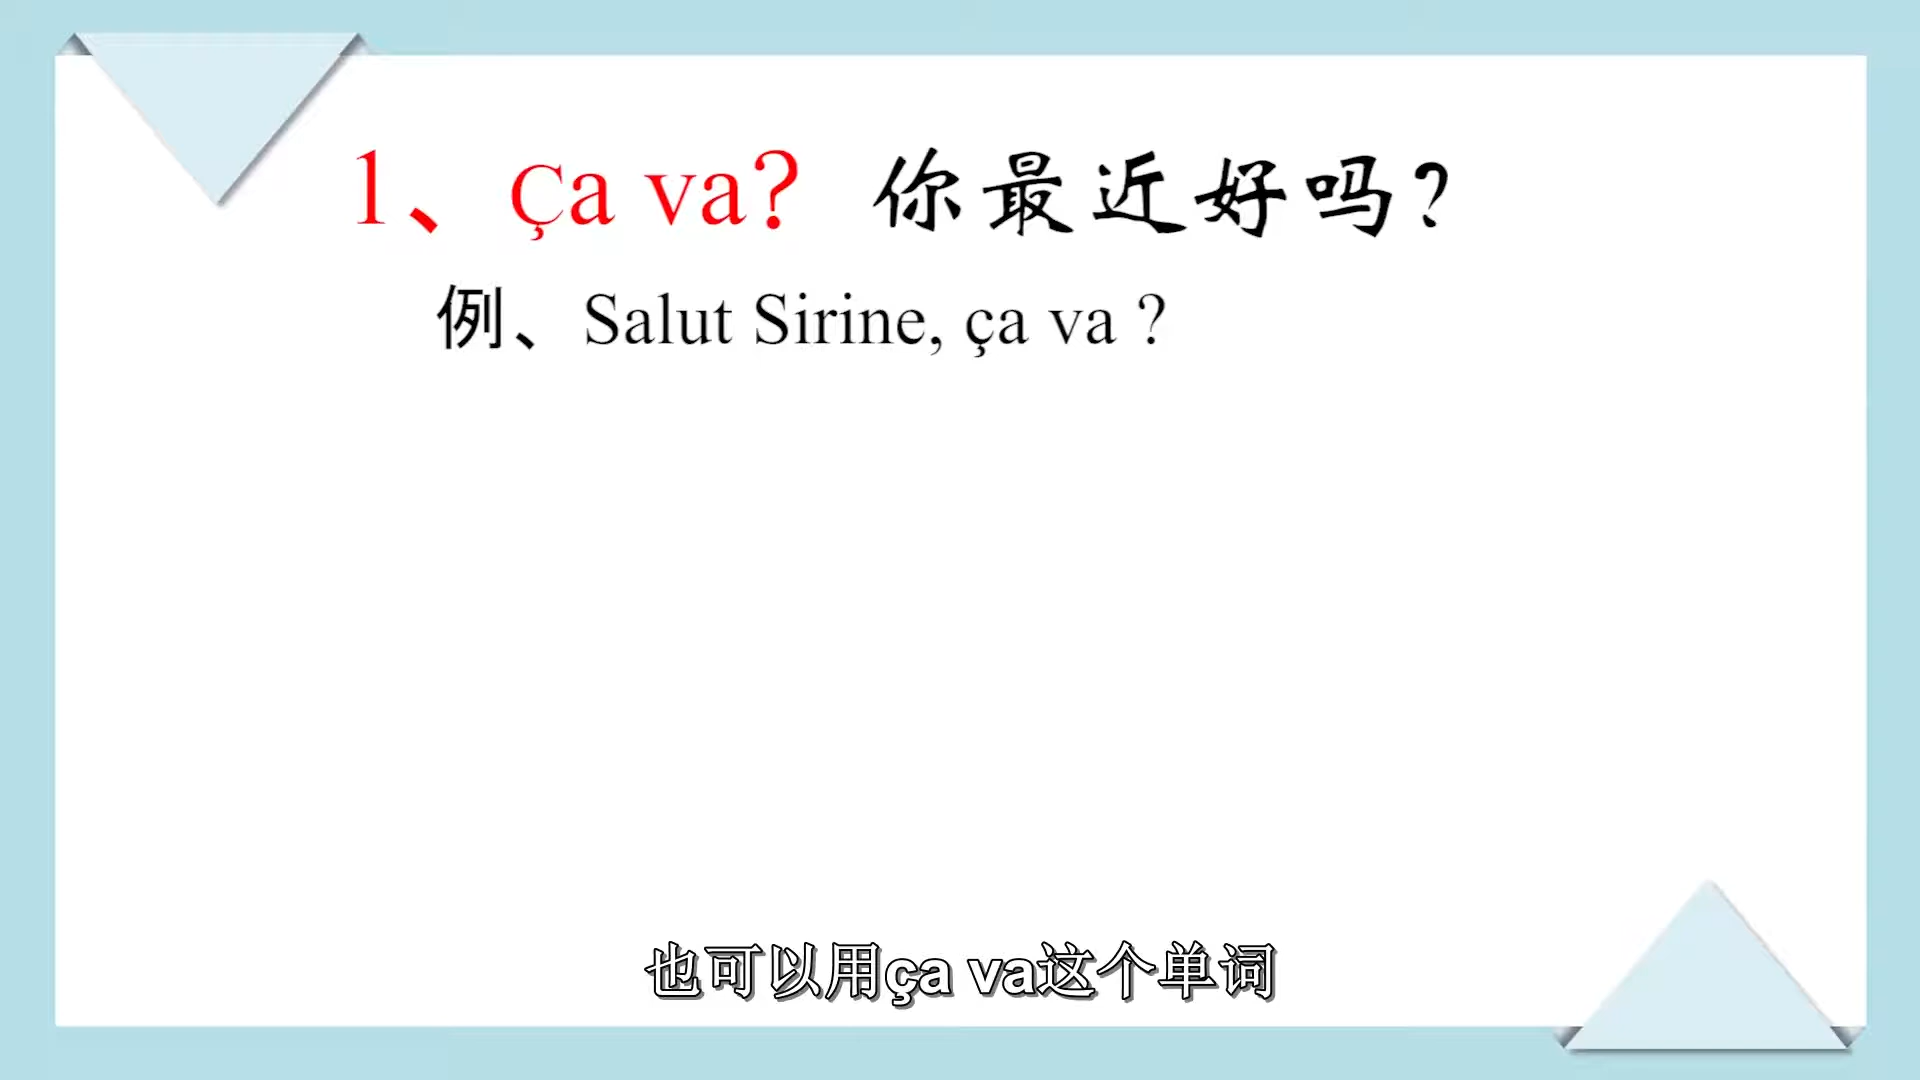 1、Ça va? 你最近好吗?
例、Salut Sirine, ça va ?
也可以用ça va这个单词